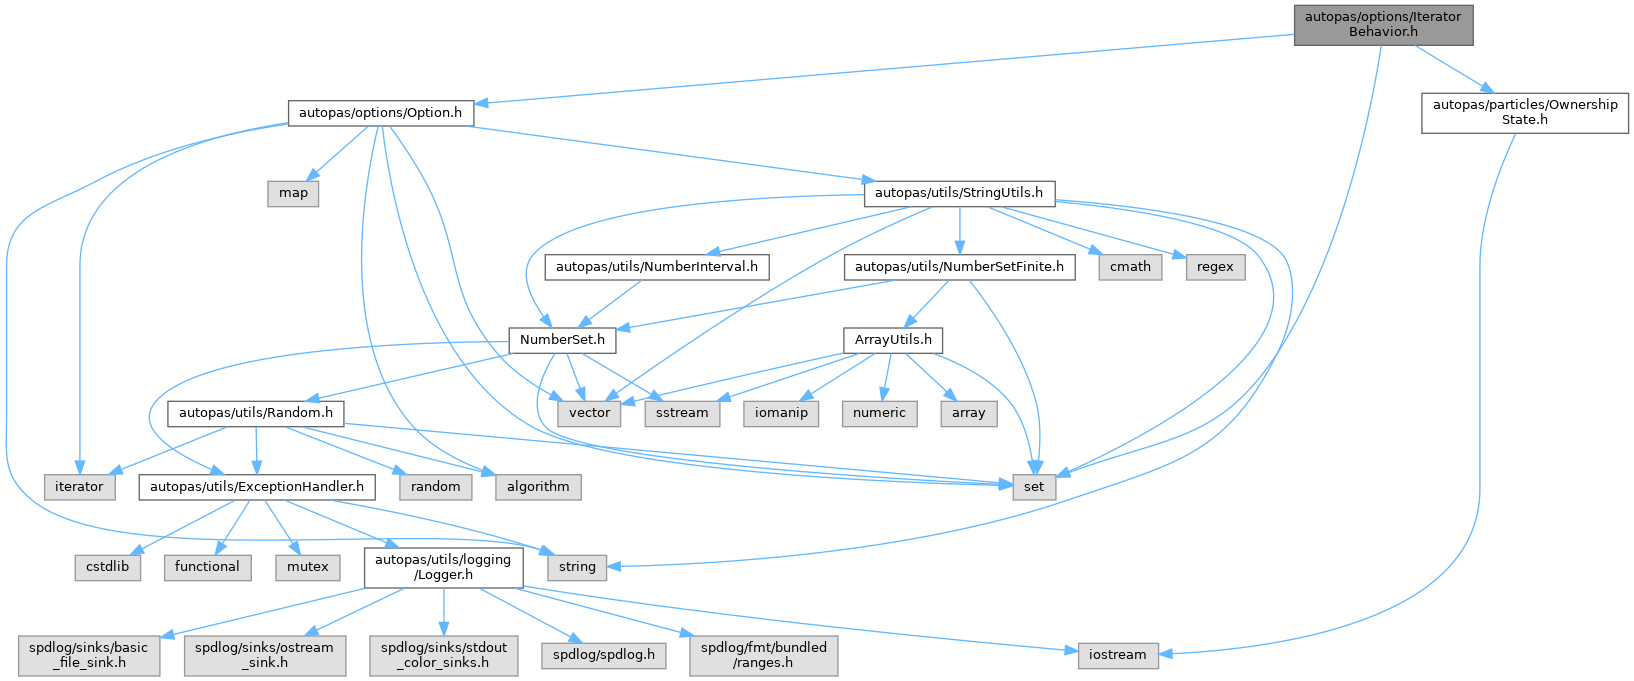 autopas/options/Iterator
Behavior.h
autopas/options/Option.h
autopas/particles/Ownership
State.h
map
autopas/utils/StringUtils.h
autopas/utils/NumberInterval.h
autopas/utils/NumberSetFinite.h
cmath
regex
NumberSet.h
ArrayUtils.h
autopas/utils/Random.h
vector
sstream
iomanip
numeric
array
iterator
autopas/utils/ExceptionHandler.h
random
algorithm
set
cstdlib
functional
mutex
autopas/utils/logging
/Logger.h
string
spdlog/sinks/basic
_file_sink.h
spdlog/sinks/ostream
_sink.h
spdlog/sinks/stdout
_color_sinks.h
spdlog/spdlog.h
spdlog/fmt/bundled
/ranges.h
iostream